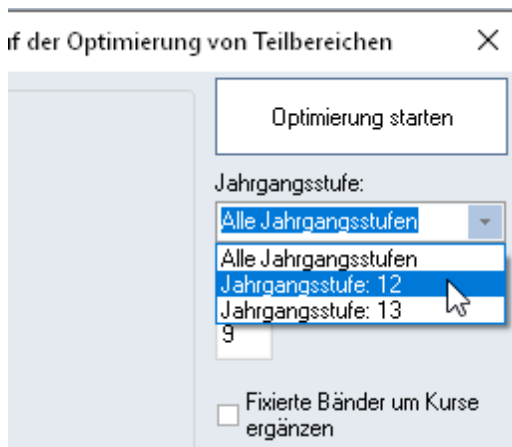 f der Optimierung von Teilbereichen
Optimierung starten
Jahrgangsstufe:
Alle Jahrgangsstufen
Alle Jahrgangsstufen
Jahrgangsstufe: 12
Jahrgangsstufe: 13
9
Fixierte Bänder um Kurse
ergänzen